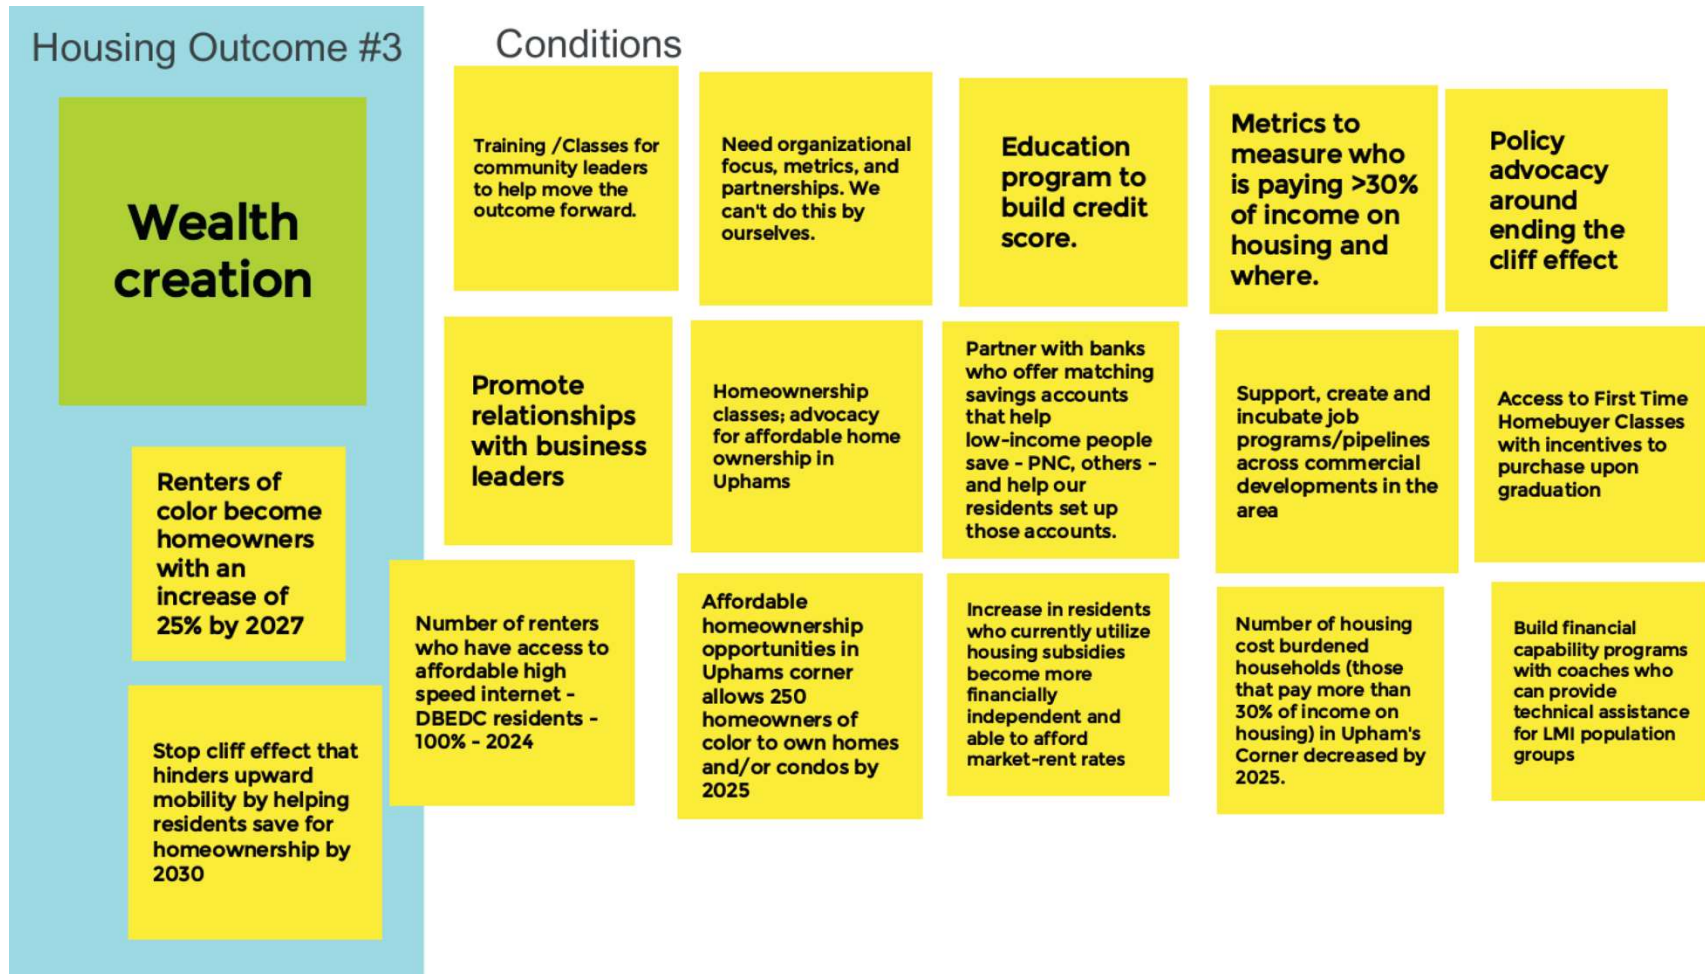 Housing Outcome #3
Wealth
creation
Renters of
color become
homeowners
with an
increase of
25% by 2027
Stop cliff effect that
hinders upward
mobility by helping
residents save for
homeownership by
2030
Conditions
Training /Classes for
community leaders
to help move the
outcome forward.
Need organizational
focus, metrics, and
partnerships. We
can't do this by
ourselves.
Education
program to
build credit
score.
Metrics to
measure who
is paying >30%
of income on
housing and
where.
Policy
advocacy
around
ending the
cliff effect
Promote
relationships
with business
leaders
Homeownership
classes; advocacy
for affordable home
ownership in
Uphams
Partner with banks
who offer matching
savings accounts
that help
low-income people
save - PNC, others -
and help our
residents set up
those accounts.
Support, create and
incubate job
programs/pipelines
across commercial
developments in the
area
Access to First Time
Homebuyer Classes
with incentives to
purchase upon
graduation
Number of renters
who have access to
affordable high
speed internet -
DBEDC residents -
100% - 2024
Affordable
homeownership
opportunities in
Uphams corner
allows 250
homeowners of
color to own homes
and/or condos by
2025
Increase in residents
who currently utilize
housing subsidies
become more
financially
independent and
able to afford
market-rent rates
Number of housing
cost burdened
households (those
that pay more than
30% of income on
housing) in Upham's
Corner decreased by
2025.
Build financial
capability programs
with coaches who
can provide
technical assistance
for LMI population
groups